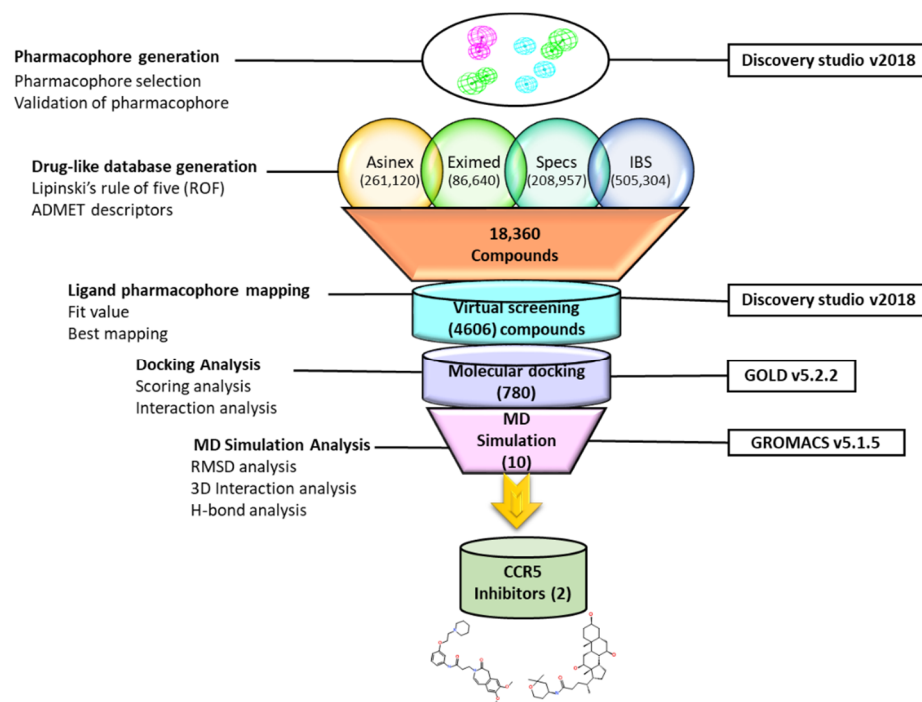 Pharmacophore generation
Pharmacophore selection
Validation of pharmacophore
Discovery studio v2018
Drug-like database generation
Lipinski's rule of five (ROF)
ADMET descriptors
Asinex
(261,120)
Eximed
(86,640)
Specs
(208,957)
IBS
(505,304)
18,360
Compounds
Ligand pharmacophore mapping
Fit value
Best mapping
Virtual screening
(4606) compounds
Discovery studio v2018
Docking Analysis
Scoring analysis
Interaction analysis
Molecular docking
(780)
GOLD v5.2.2
MD Simulation Analysis
RMSD analysis
3D Interaction analysis
H-bond analysis
MD
Simulation
(10)
GROMACS v5.1.5
CCR5
Inhibitors (2)